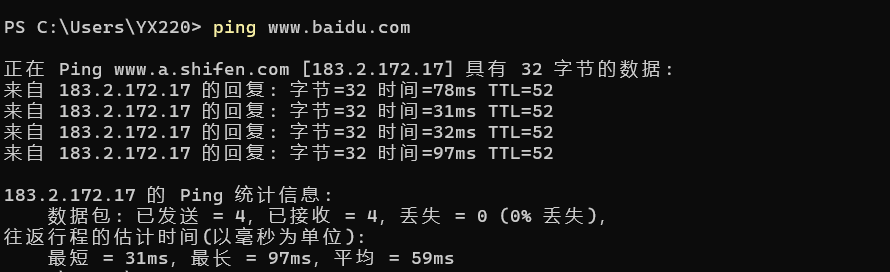 PS C:\Users\YX220> ping www.baidu.com
正在 Ping www.a.shifen.com [183.2.172.17] 具有 32 字节的数据:
来自 183.2.172.17 的回复: 字节=32 时间=78ms TTL=52
来自 183.2.172.17 的回复: 字节=32 时间=31ms TTL=52
来自 183.2.172.17 的回复: 字节=32 时间=32ms TTL=52
来自 183.2.172.17 的回复: 字节=32 时间=97ms TTL=52
183.2.172.17 的 Ping 统计信息:
数据包: 已发送 = 4, 已接收 = 4, 丢失 = 0 (0% 丢失),
往返行程的估计时间(以毫秒为单位):
最短 = 31ms, 最长 = 97ms, 平均 = 59ms